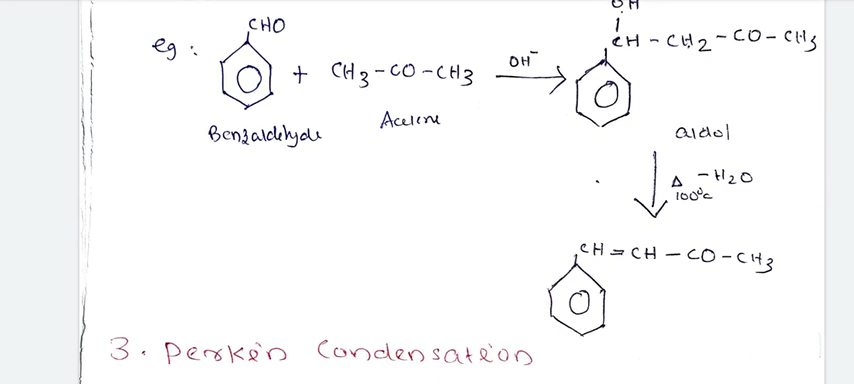 OH
CHO
eg :
CH - CH2 - CO - CH3
+ CH3-CO-CH3
OH-
Benzaldehyde
Acetone
aldol
Δ -H2O
100°C
CH = CH - CO - CH3
3. Perkin Condensation